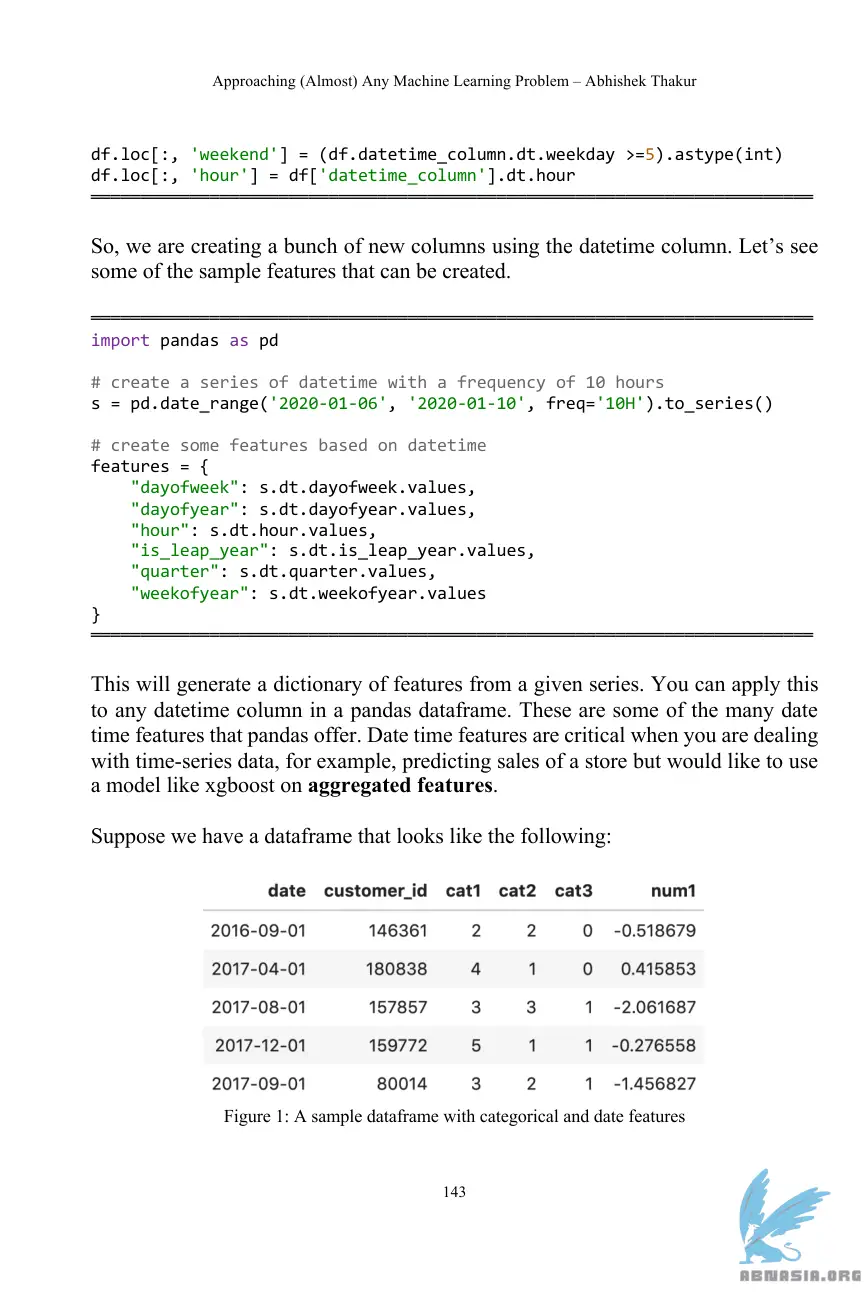 Approaching (Almost) Any Machine Learning Problem – Abhishek Thakur
df.loc[:, 'weekend'] = (df.datetime_column.dt.weekday >=5).astype(int)
df.loc[:, 'hour'] = df['datetime_column'].dt.hour
So, we are creating a bunch of new columns using the datetime column. Let’s see
some of the sample features that can be created.
import pandas as pd
# create a series of datetime with a frequency of 10 hours
s = pd.date_range('2020-01-06', '2020-01-10', freq='10H').to_series()
# create some features based on datetime
features = {
    "dayofweek": s.dt.dayofweek.values,
    "dayofyear": s.dt.dayofyear.values,
    "hour": s.dt.hour.values,
    "is_leap_year": s.dt.is_leap_year.values,
    "quarter": s.dt.quarter.values,
    "weekofyear": s.dt.weekofyear.values
}
This will generate a dictionary of features from a given series. You can apply this
to any datetime column in a pandas dataframe. These are some of the many date
time features that pandas offer. Date time features are critical when you are dealing
with time-series data, for example, predicting sales of a store but would like to use
a model like xgboost on aggregated features.
Suppose we have a dataframe that looks like the following:
date customer_id cat1 cat2 cat3 num1
2016-09-01 146361 2 2 0 -0.518679
2017-04-01 180838 4 1 0 0.415853
2017-08-01 157857 3 3 1 -2.061687
2017-12-01 159772 5 1 1 -0.276558
2017-09-01 80014 3 2 1 -1.456827
Figure 1: A sample dataframe with categorical and date features
143
ABNASIA.ORG